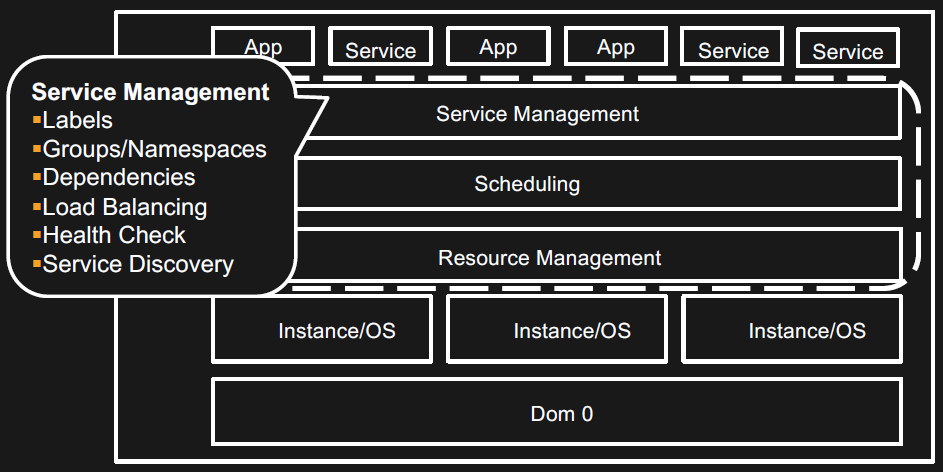 App
Service
App
App
Service
Service
Service Management
▪Labels
▪Groups/Namespaces
▪Dependencies
▪Load Balancing
▪Health Check
▪Service Discovery
Service Management
Scheduling
Resource Management
Instance/OS
Instance/OS
Instance/OS
Dom 0